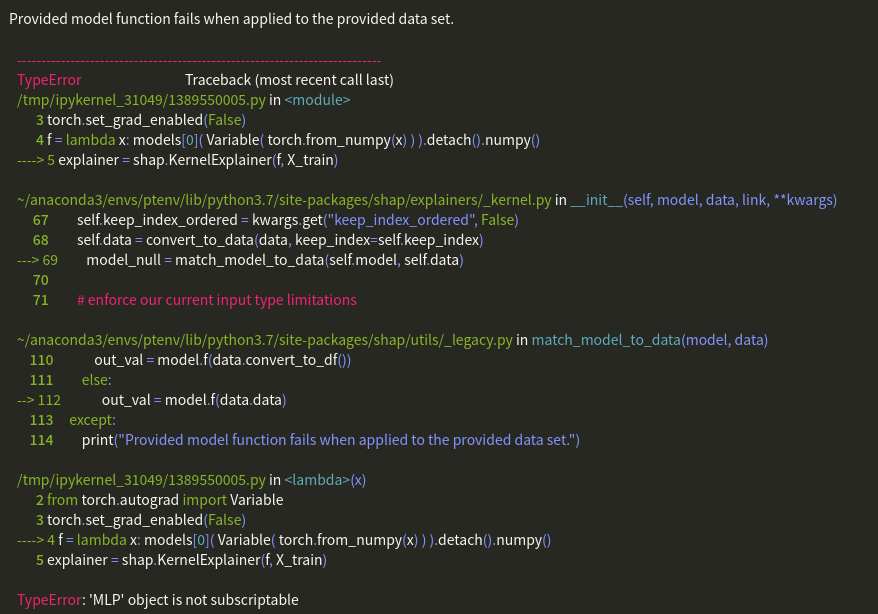 Provided model function fails when applied to the provided data set.
---------------------------------------------------------------------------
TypeError                                 Traceback (most recent call last)
/tmp/ipykernel_31049/1389550005.py in <module>
      3 torch.set_grad_enabled(False)
      4 f = lambda x: models[0]( Variable( torch.from_numpy(x) ) ).detach().numpy()
----> 5 explainer = shap.KernelExplainer(f, X_train)
~/anaconda3/envs/ptenv/lib/python3.7/site-packages/shap/explainers/_kernel.py in __init__(self, model, data, link, **kwargs)
     67         self.keep_index_ordered = kwargs.get("keep_index_ordered", False)
     68         self.data = convert_to_data(data, keep_index=self.keep_index)
---> 69         model_null = match_model_to_data(self.model, self.data)
     70
     71         # enforce our current input type limitations
~/anaconda3/envs/ptenv/lib/python3.7/site-packages/shap/utils/_legacy.py in match_model_to_data(model, data)
    110             out_val = model.f(data.convert_to_df())
    111         else:
--> 112             out_val = model.f(data.data)
    113     except:
    114         print("Provided model function fails when applied to the provided data set.")
/tmp/ipykernel_31049/1389550005.py in <lambda>(x)
      2 from torch.autograd import Variable
      3 torch.set_grad_enabled(False)
----> 4 f = lambda x: models[0]( Variable( torch.from_numpy(x) ) ).detach().numpy()
      5 explainer = shap.KernelExplainer(f, X_train)
TypeError: 'MLP' object is not subscriptable